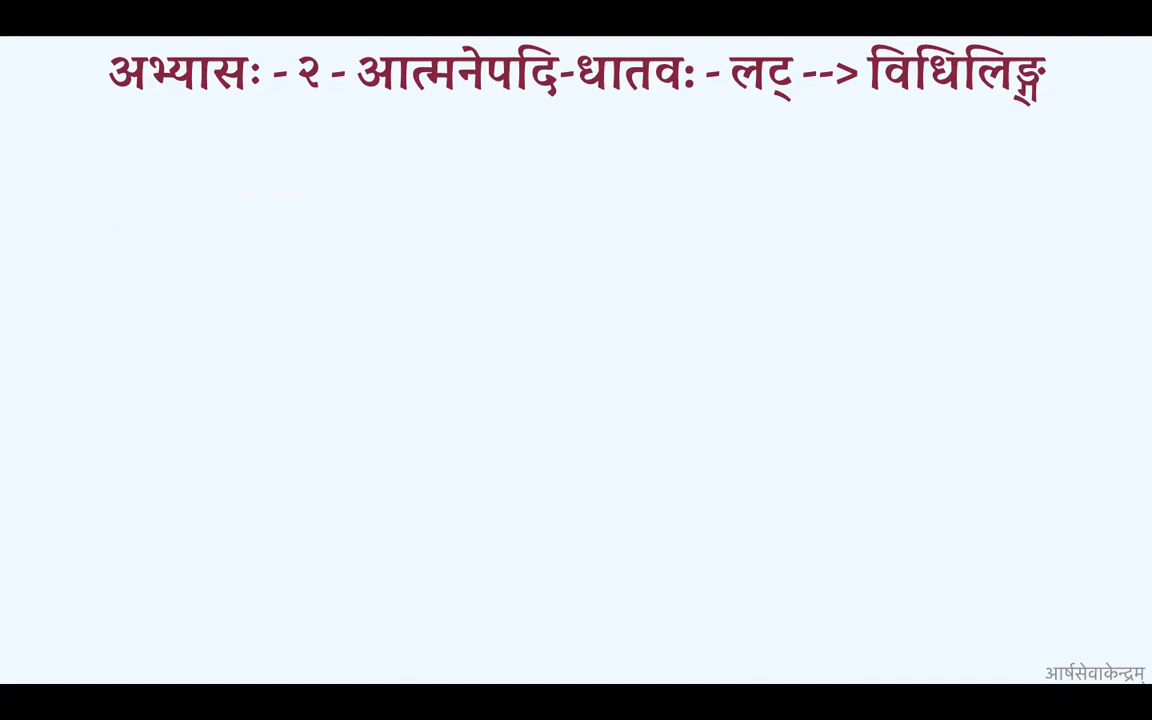 अभ्यासः - २ - आत्मनेपदि-धातवः - लट् --> विधिलिङ्ग्
आर्षसेवाकेन्द्रम्